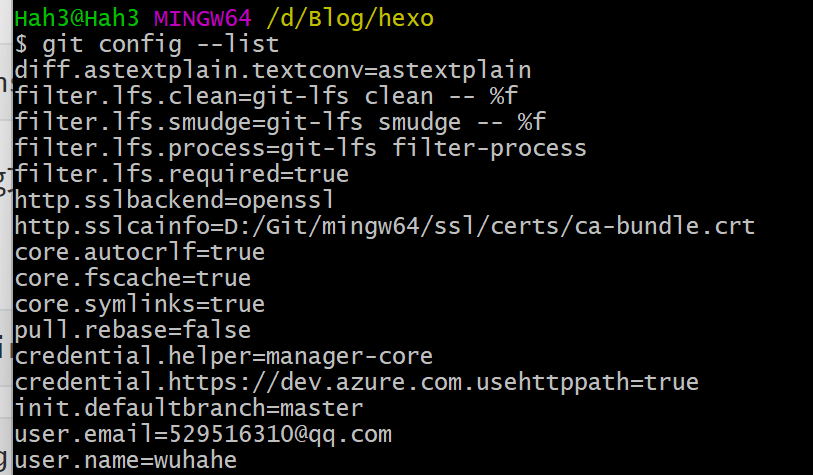 Hah3@Hah3 MINGW64 /d/Blog/hexo
$ git config --list
diff.astextplain.textconv=astextplain
filter.lfs.clean=git-lfs clean -- %f
filter.lfs.smudge=git-lfs smudge -- %f
filter.lfs.process=git-lfs filter-process
filter.lfs.required=true
http.sslbackend=openssl
http.sslcainfo=D:/Git/mingw64/ssl/certs/ca-bundle.crt
core.autocrlf=true
core.fscache=true
core.symlinks=true
pull.rebase=false
credential.helper=manager-core
credential.https://dev.azure.com.usehttppath=true
init.defaultbranch=master
user.email=529516310@qq.com
user.name=wuhahe